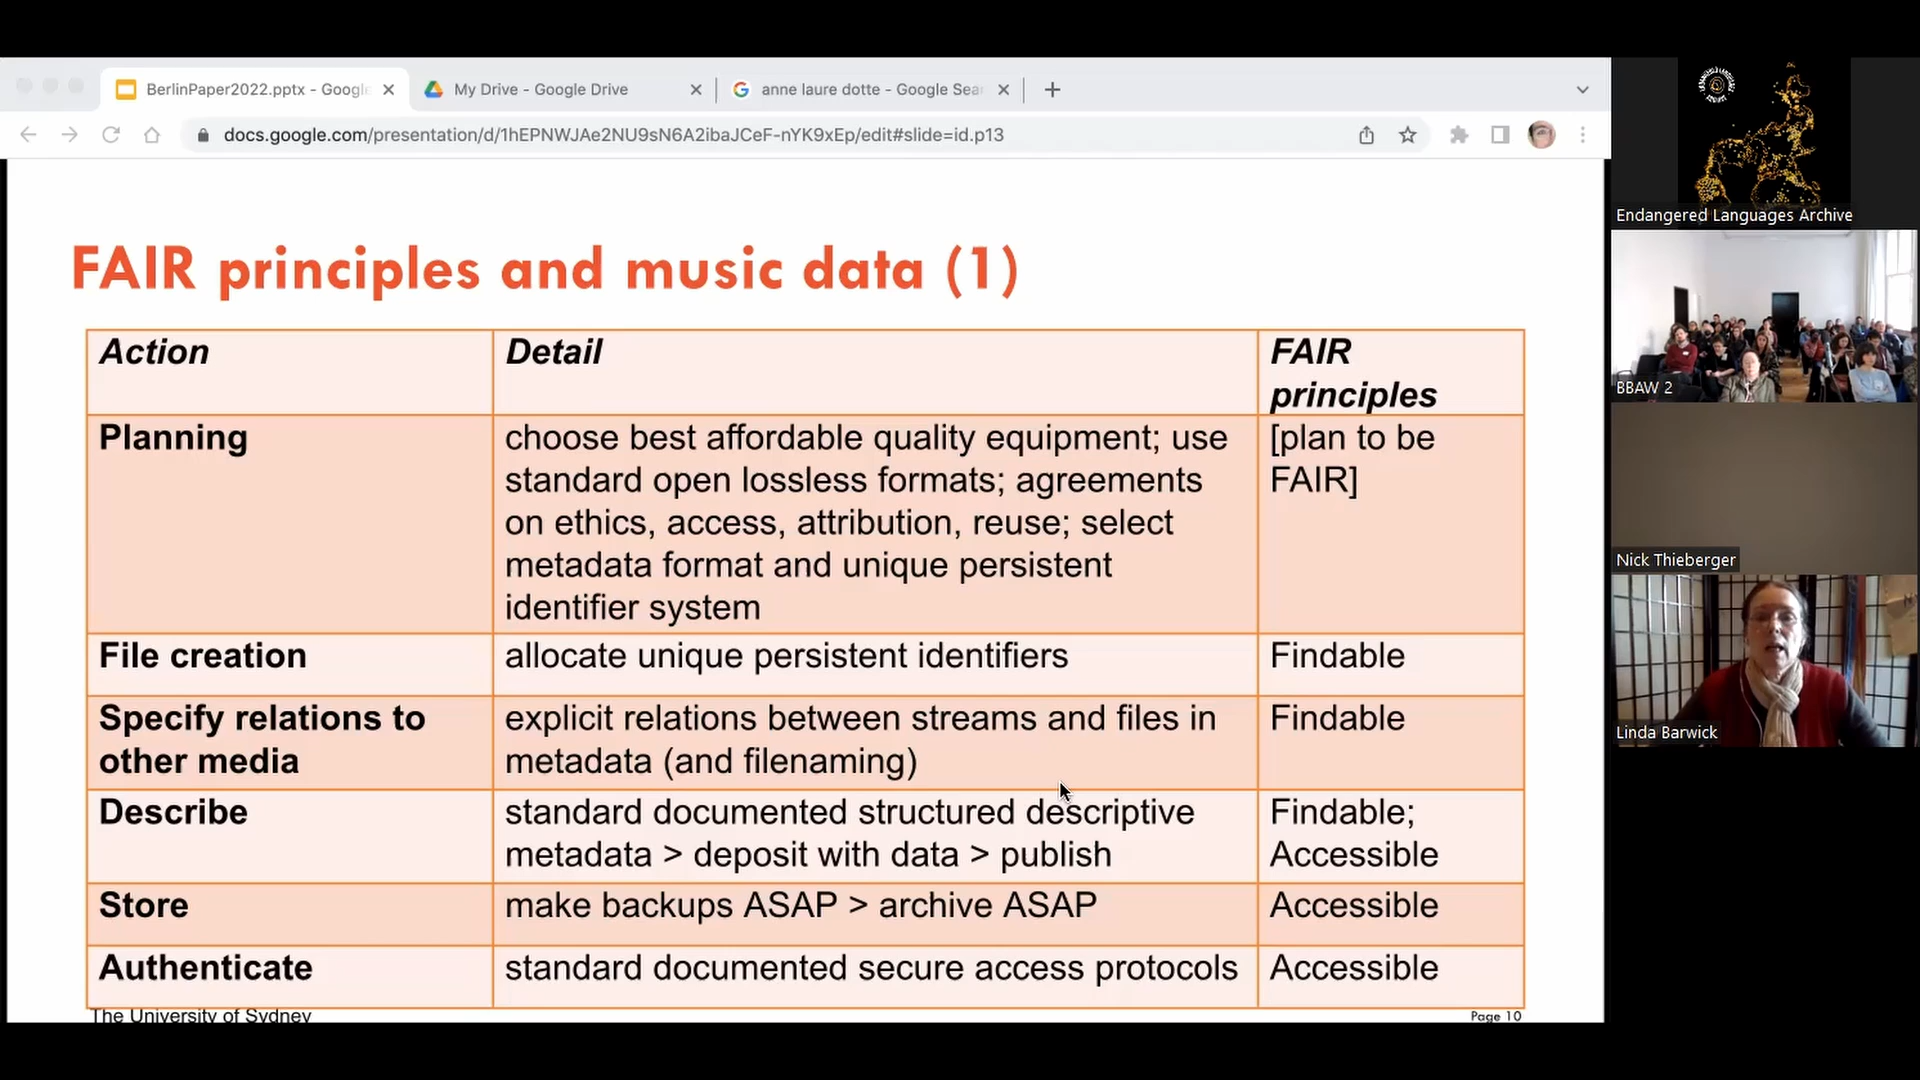 BerlinPaper2022.pptx - Google
My Drive - Google Drive
anne laure dotte - Google Sea
docs.google.com/presentation/d/1hEPNWJAe2NU9sN6A2ibaJCeF-nYK9xEp/edit#slide=id.p13
FAIR principles and music data (1)
Action
Detail
FAIR
principles
Planning
choose best affordable quality equipment; use
standard open lossless formats; agreements
on ethics, access, attribution, reuse; select
metadata format and unique persistent
identifier system
[plan to be
FAIR]
File creation
allocate unique persistent identifiers
Findable
Specify relations to
other media
explicit relations between streams and files in
metadata (and filenaming)
Findable
Describe
standard documented structured descriptive
metadata > deposit with data > publish
Findable;
Accessible
Store
make backups ASAP > archive ASAP
Accessible
Authenticate
standard documented secure access protocols
Accessible
The University of Sydney
Page 10
Endangered Languages Archive
BBAW 2
Nick Thieberger
Linda Barwick